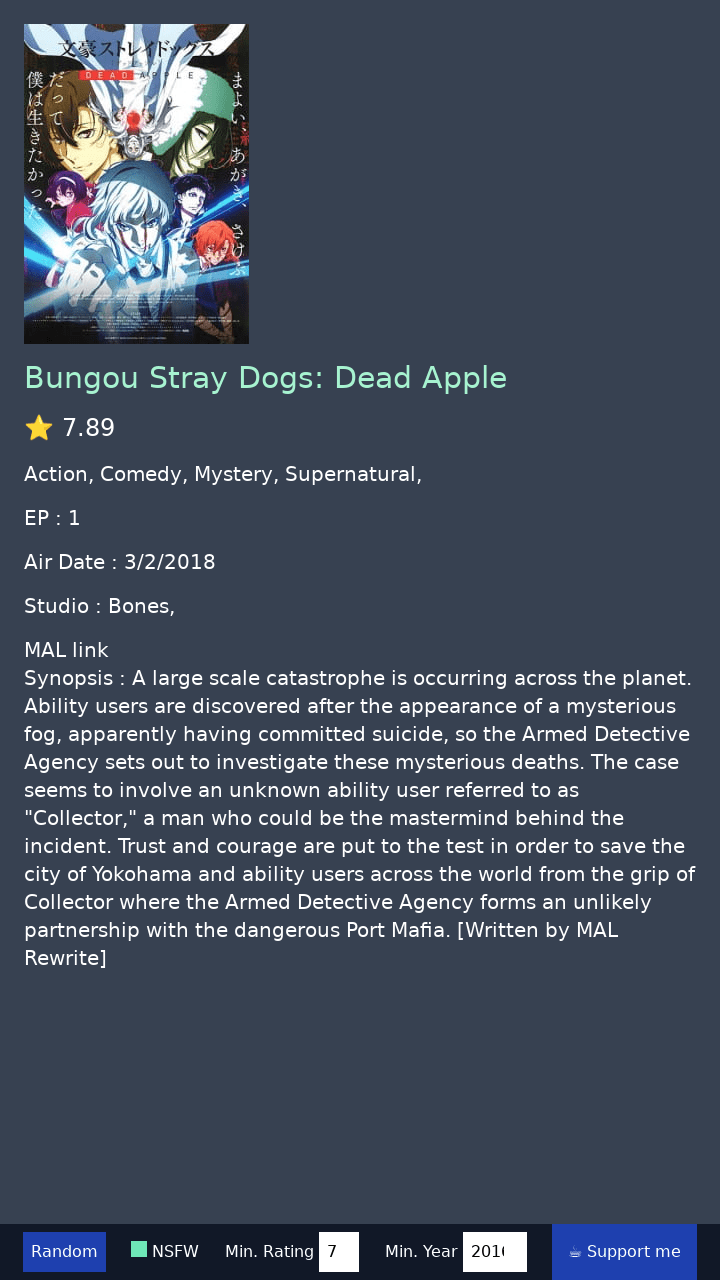 文豪ストレイドッグス
DEAD APPLE
まよい、あがき、さけぶ
だって
僕は生きたかった
Bungou Stray Dogs: Dead Apple
⭐ 7.89
Action, Comedy, Mystery, Supernatural,
EP : 1
Air Date : 3/2/2018
Studio : Bones,
MAL link
Synopsis : A large scale catastrophe is occurring across the planet.
Ability users are discovered after the appearance of a mysterious
fog, apparently having committed suicide, so the Armed Detective
Agency sets out to investigate these mysterious deaths. The case
seems to involve an unknown ability user referred to as
"Collector," a man who could be the mastermind behind the
incident. Trust and courage are put to the test in order to save the
city of Yokohama and ability users across the world from the grip of
Collector where the Armed Detective Agency forms an unlikely
partnership with the dangerous Port Mafia. [Written by MAL
Rewrite]
Random NSFW Min. Rating 7 Min. Year ☕ Support me